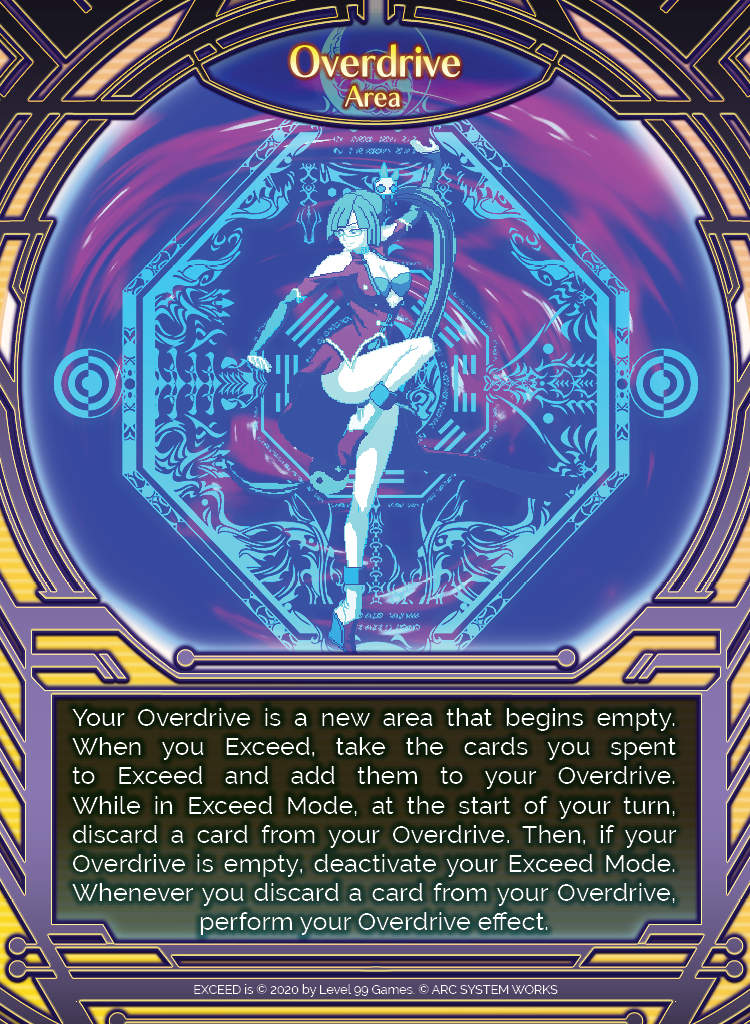 Overdrive
Area
Your Overdrive is a new area that begins empty.
When you Exceed, take the cards you spent
to Exceed and add them to your Overdrive.
While in Exceed Mode, at the start of your turn,
discard a card from your Overdrive. Then, if your
Overdrive is empty, deactivate your Exceed Mode.
Whenever you discard a card from your Overdrive,
perform your Overdrive effect.
EXCEED is © 2020 by Level 99 Games. © ARC SYSTEM WORKS